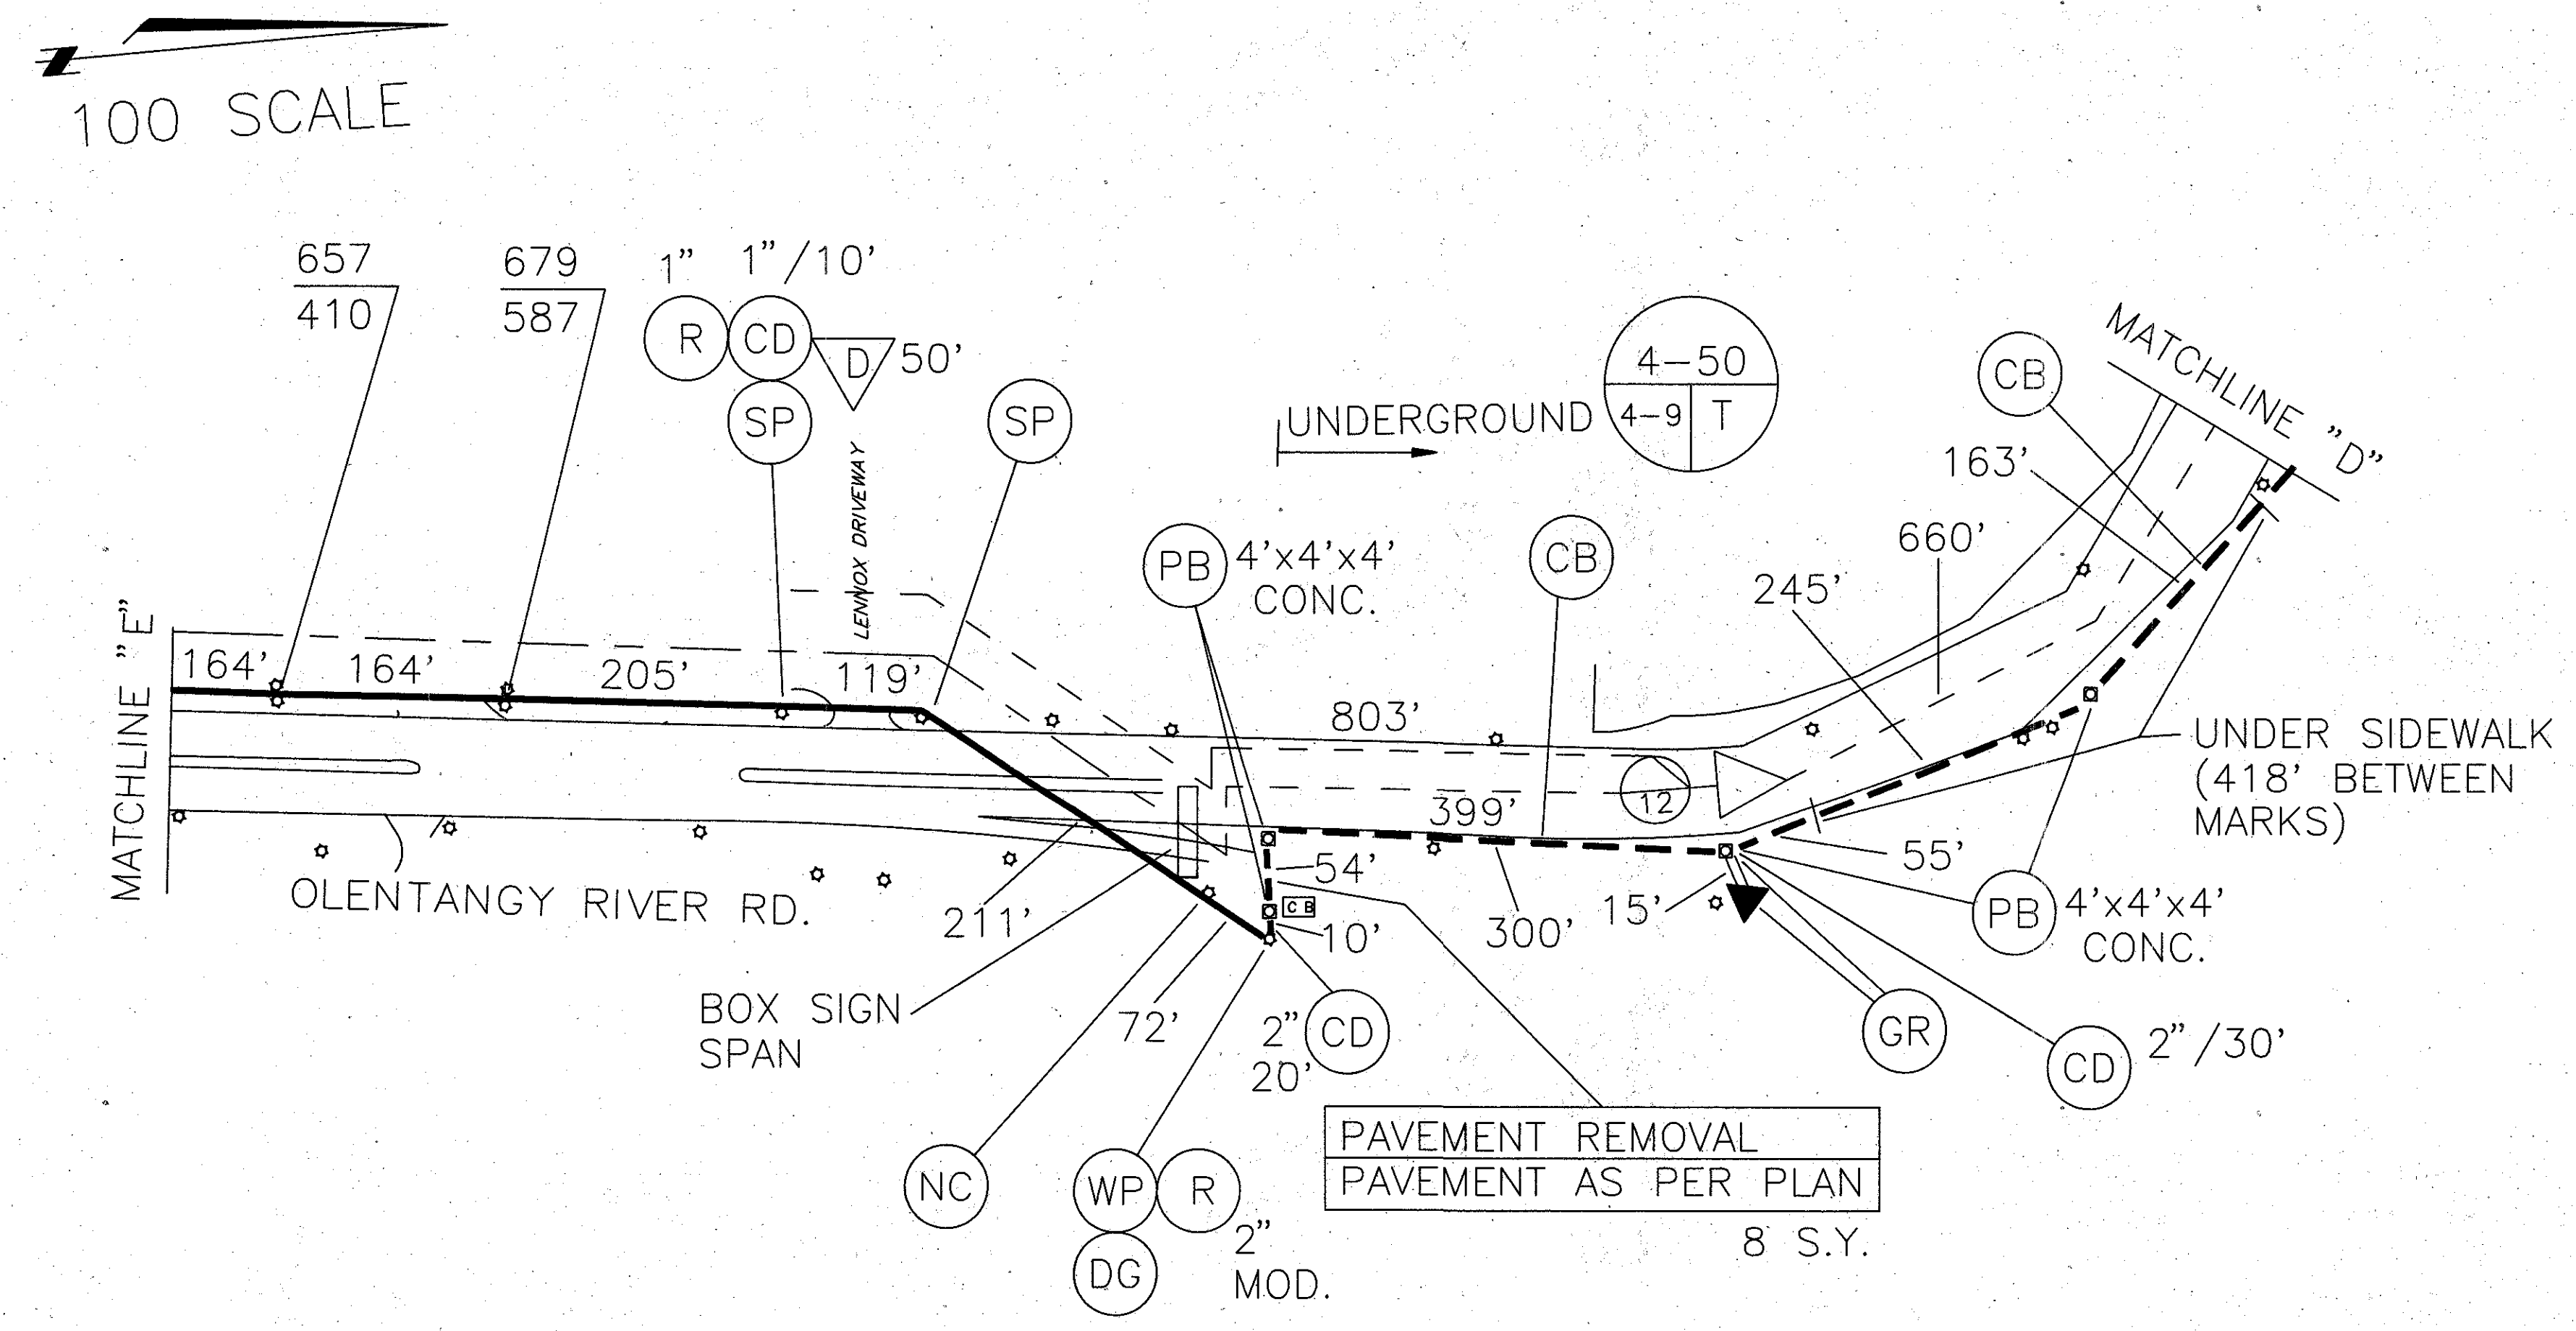 100 SCALE
657
410
679
587
1"
1"/10'
R
CD
D
50'
SP
SP
LENNOX DRIVEWAY
UNDERGROUND
4-50
4-9
T
CB
MATCHLINE "D"
163'
660'
245'
PB
4'x4'x4'
CONC.
CB
MATCHLINE "E"
164'
164'
205'
119'
803'
399'
12
UNDER SIDEWALK
(418' BETWEEN
MARKS)
OLENTANGY RIVER RD.
211'
54'
CB
10'
300'
15'
55'
PB
4'x4'x4'
CONC.
BOX SIGN
SPAN
72'
2"
20'
CD
GR
CD
2"/30'
PAVEMENT REMOVAL
PAVEMENT AS PER PLAN
8 S.Y.
NC
WP
R
2"
MOD.
DG